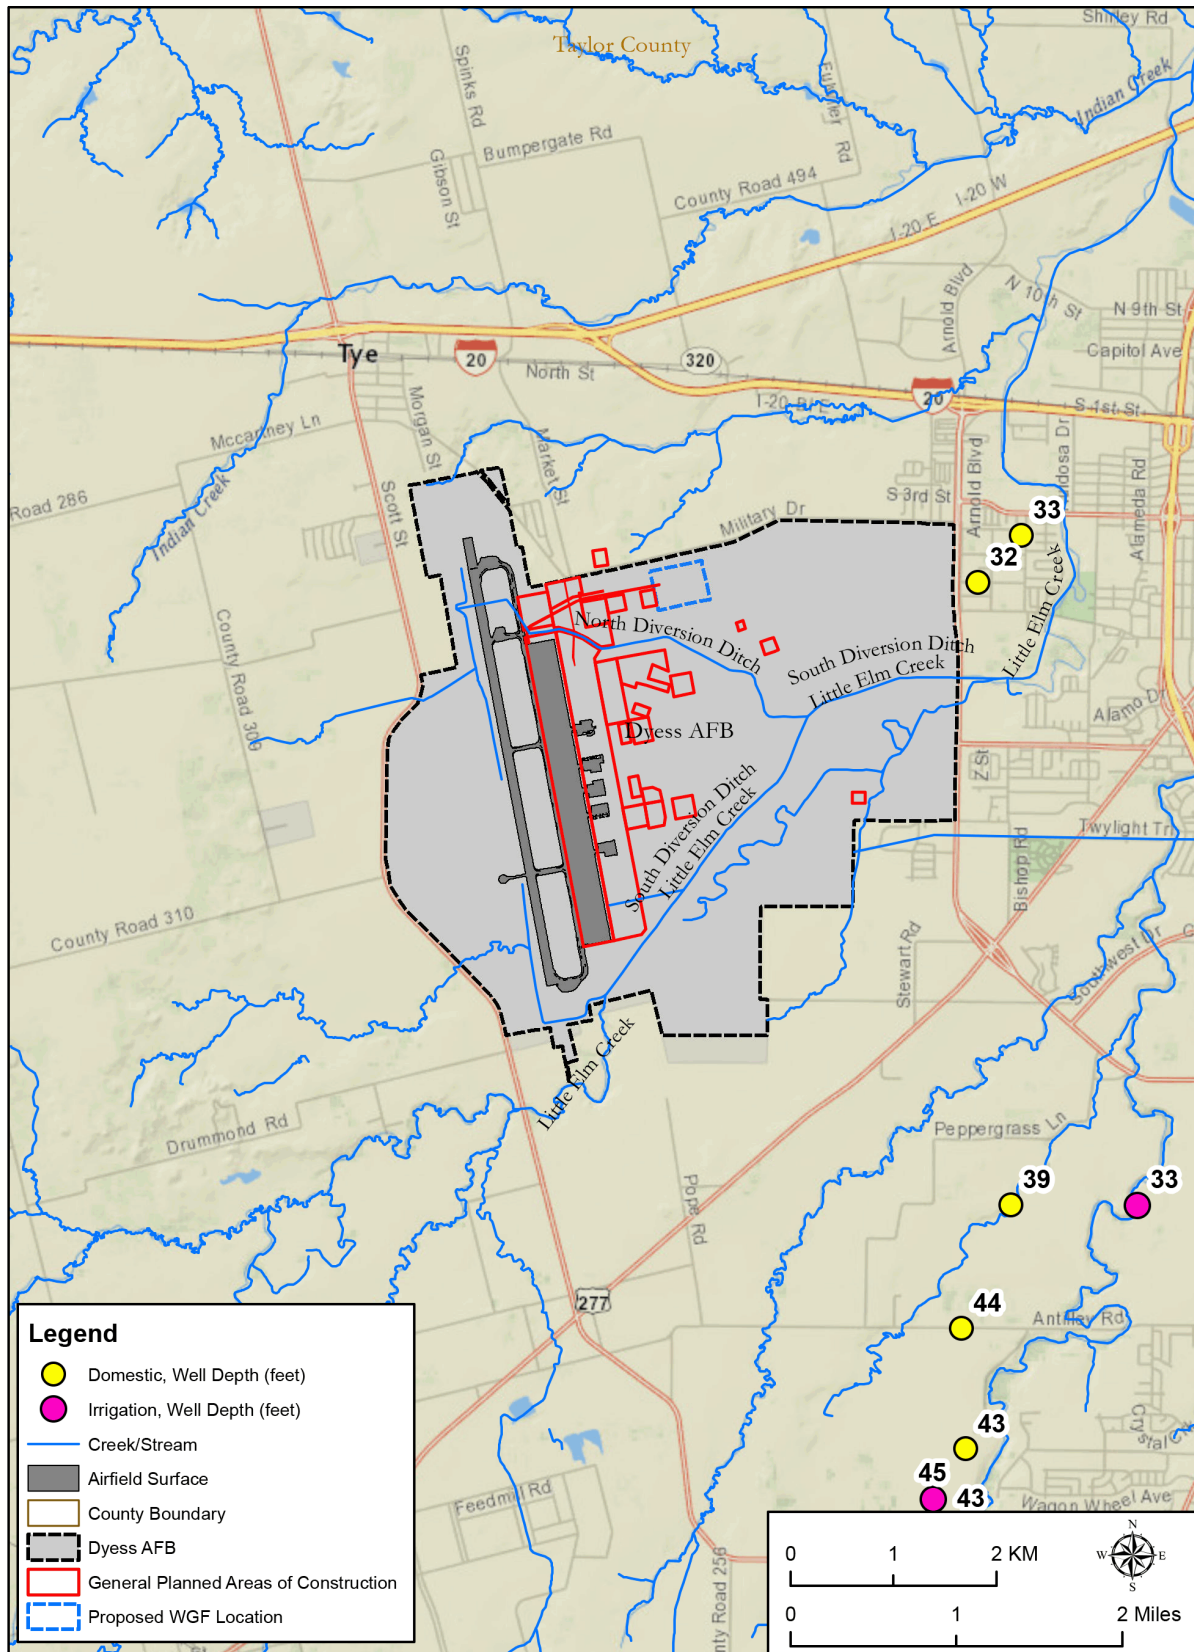 Shirley Rd
Taylor County
Spinks Rd
Indian Creek
Bumpergate Rd
Gibson St
County Road 494
I-20 W
I-20 E
Arnold Blvd
N 10th St
N 9th St
Capitol Ave
Tye
20
North St
320
20
S 1st St
Mccartney Ln
Morgan St
Market St
Scott St
Road 286
Indian Creek
Arnold Blvd
Alameda Rd
S 3rd St
Military Dr
33
32
Little Elm Creek
North Diversion Ditch
South Diversion Ditch
Little Elm Creek
County Road 309
Dyess AFB
Alamo Dr
Z St
South Diversion Ditch
Little Elm Creek
Twylight Trl
Bishop Rd
County Road 310
Stewart Rd
Southwest Dr
Little Elm Creek
Drummond Rd
Peppergrass Ln
39
33
Pope Rd
277
44
Antilley Rd
43
45
43
Wagon Wheel Ave
Feedmill Rd
nty Road 256
Legend
Domestic, Well Depth (feet)
Irrigation, Well Depth (feet)
Creek/Stream
Airfield Surface
County Boundary
Dyess AFB
General Planned Areas of Construction
Proposed WGF Location
0 1 2 KM
0 1 2 Miles
N
W E
S